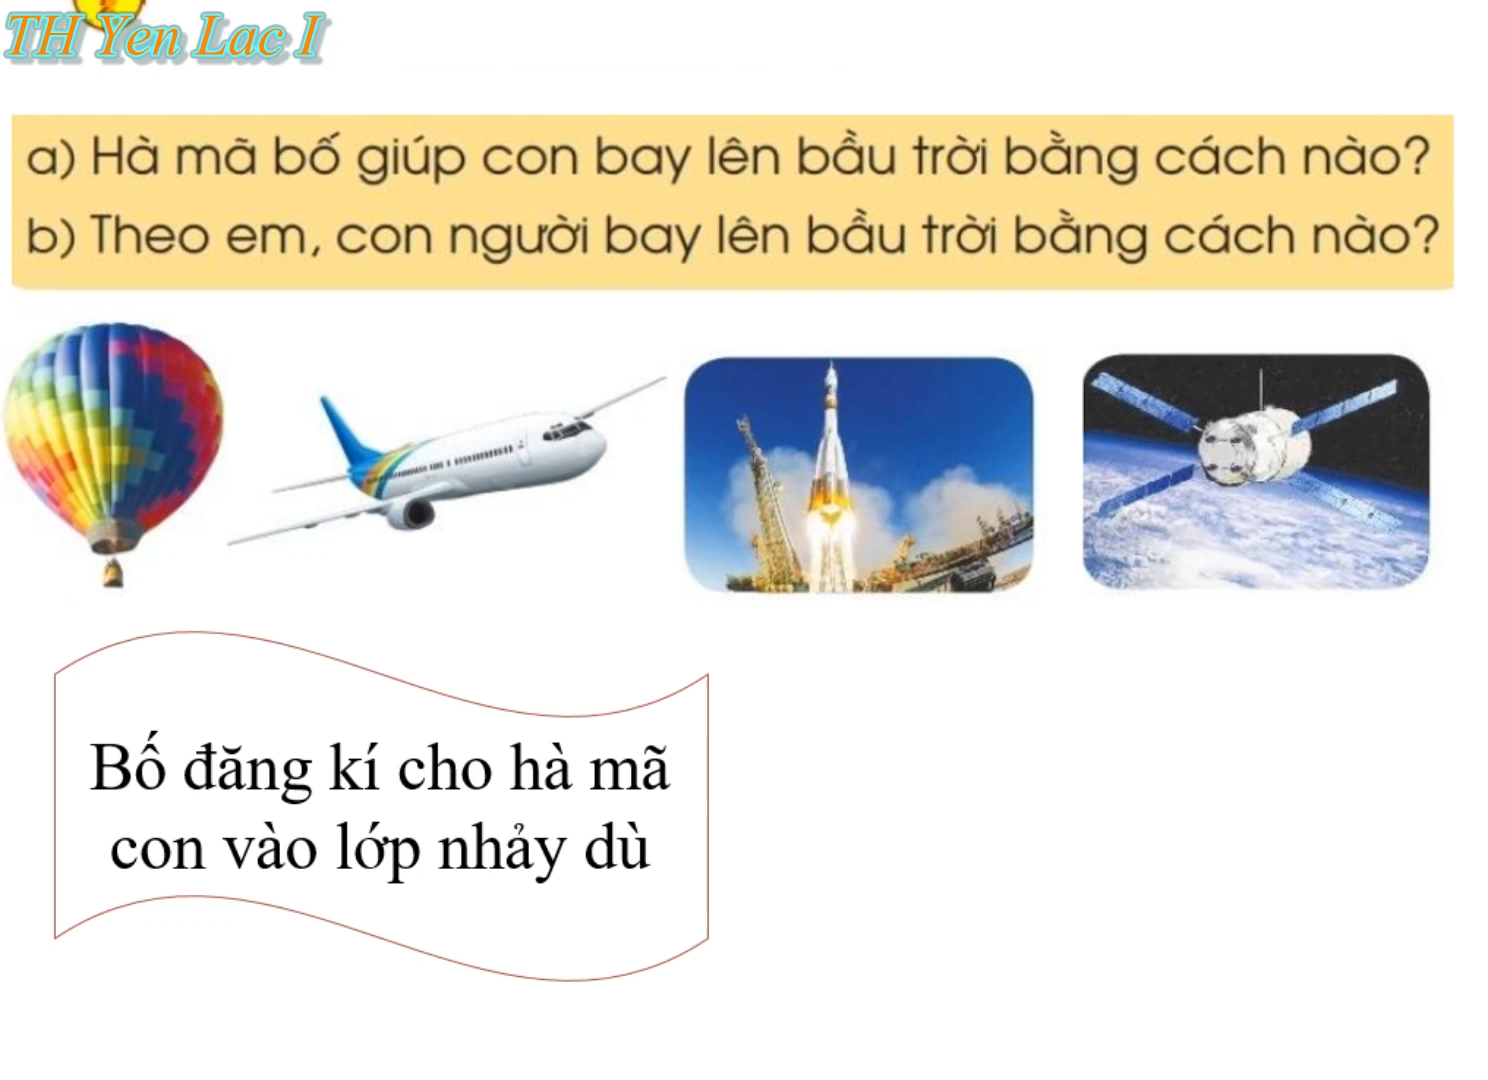 TH Yen Lac I
a) Hà mã bố giúp con bay lên bầu trời bằng cách nào?
b) Theo em, con người bay lên bầu trời bằng cách nào?
Bố đăng kí cho hà mã
con vào lớp nhảy dù